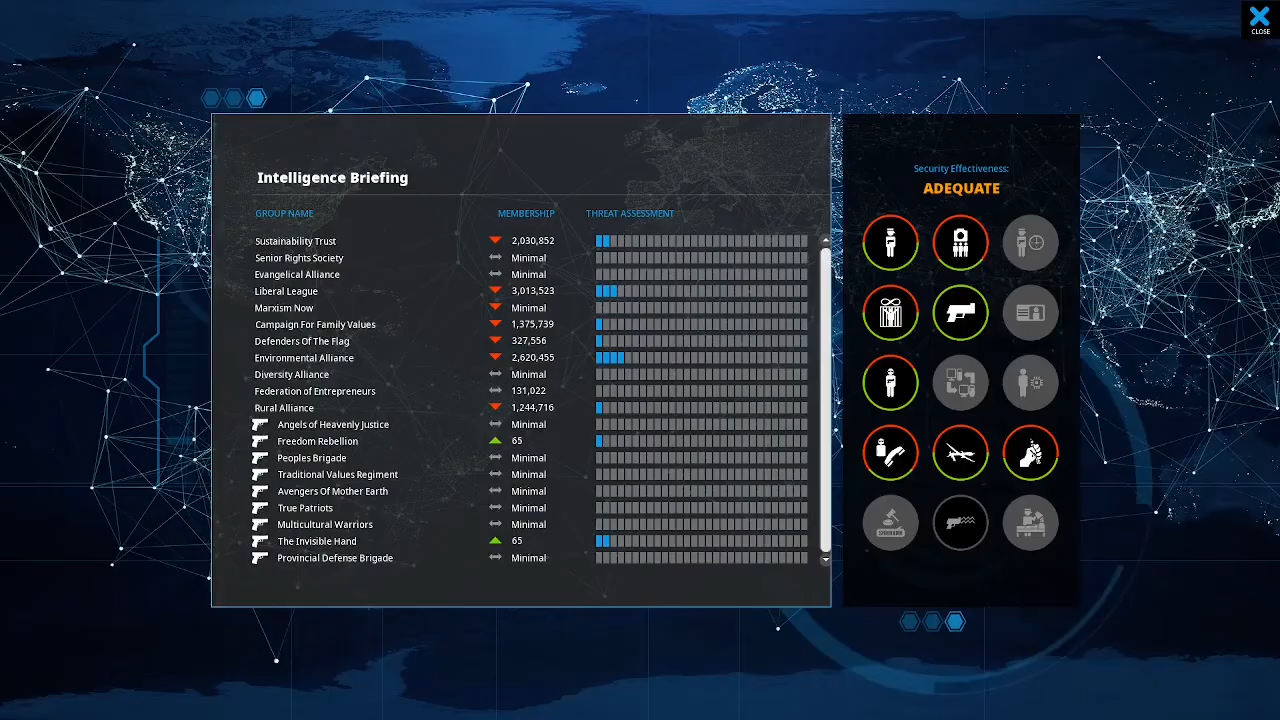 CLOSE
Intelligence Briefing
GROUP NAME MEMBERSHIP THREAT ASSESSMENT
Sustainability Trust 2,030,852
Senior Rights Society Minimal
Evangelical Alliance Minimal
Liberal League 3,013,523
Marxism Now Minimal
Campaign For Family Values 1,375,739
Defenders Of The Flag 327,556
Environmental Alliance 2,620,455
Diversity Alliance Minimal
Federation of Entrepreneurs 131,022
Rural Alliance 1,244,716
Angels of Heavenly Justice Minimal
Freedom Rebellion 65
Peoples Brigade Minimal
Traditional Values Regiment Minimal
Avengers Of Mother Earth Minimal
True Patriots Minimal
Multicultural Warriors Minimal
The Invisible Hand 65
Provincial Defense Brigade Minimal
Security Effectiveness:
ADEQUATE